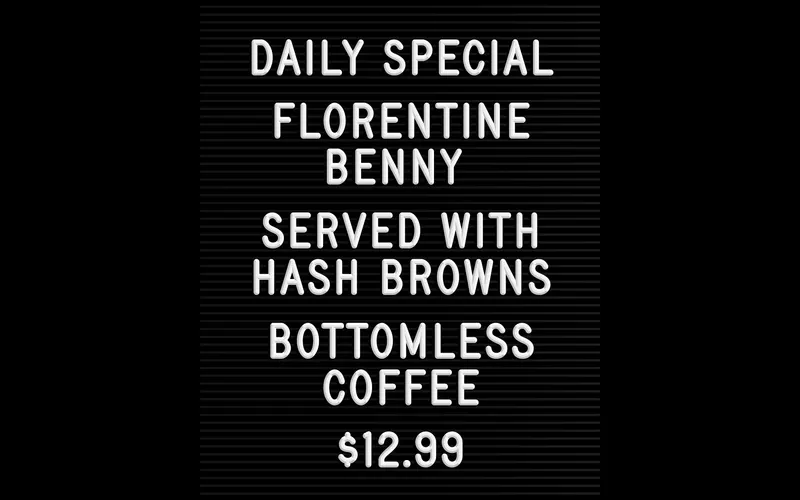 DAILY SPECIAL
FLORENTINE
BENNY
SERVED WITH
HASH BROWNS
BOTTOMLESS
COFFEE
$12.99